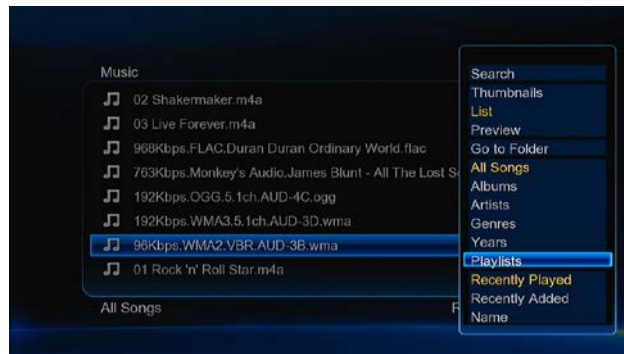 Music
02 Shakermaker.m4a
03 Live Forever.m4a
968Kbps.FLAC.Duran Duran Ordinary World.flac
763Kbps.Monkey's Audio.James Blunt - All The Lost S
192Kbps.OGG.5.1ch.AUD-4C.ogg
192Kbps.WMA3.5.1ch.AUD-3D.wma
96Kbps.WMA2.VBR.AUD-3B.wma
01 Rock 'n' Roll Star.m4a
All Songs
Search
Thumbnails
List
Preview
Go to Folder
All Songs
Albums
Artists
Genres
Years
Playlists
Recently Played
Recently Added
Name